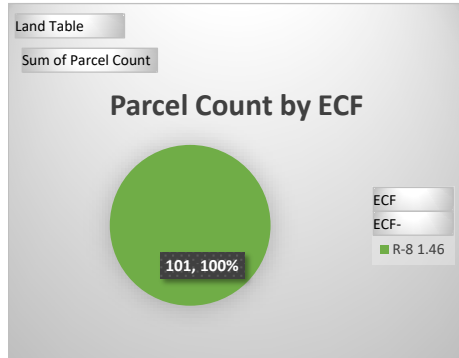 Land Table
Sum of Parcel Count
Parcel Count by ECF
101, 100%
ECF
ECF-
R-8 1.46